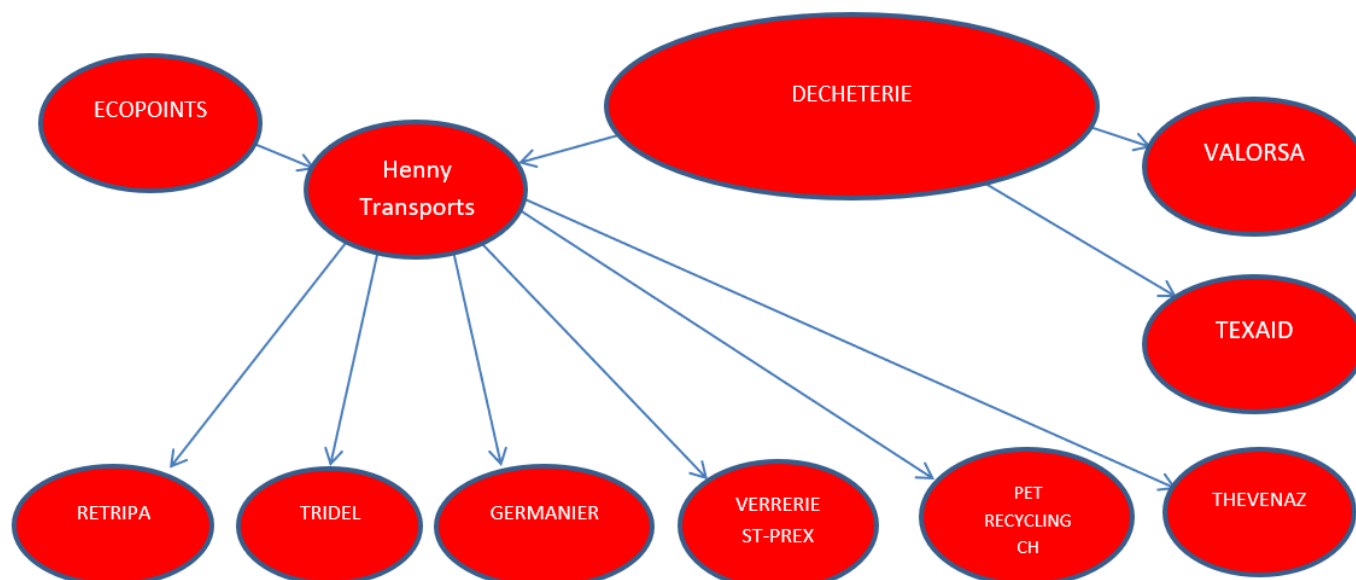 ECOPOINTS
DECHETERIE
Henny
Transports
VALORSA
TEXAID
RETRIPA
TRIDEL
GERMANIER
VERRERIE
ST-PREX
PET
RECYCLING
CH
THEVENAZ